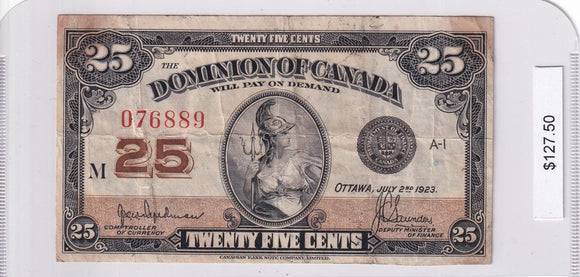 TWENTY FIVE CENTS
25 25
THE
DOMINION OF CANADA
WILL PAY ON DEMAND
076889
M 25
A-1
OTTAWA, JULY 2ND 1923.
J C Saunders
COMPTROLLER
OF CURRENCY
DEPUTY MINISTER
OF FINANCE
25 TWENTY FIVE CENTS 25
CANADIAN BANK NOTE COMPANY, LIMITED.
$127.50